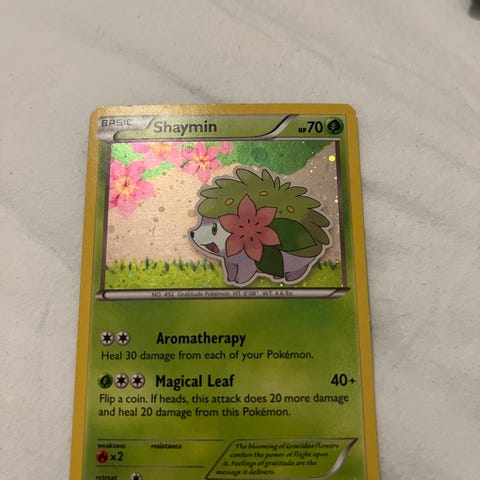 BASIC Shaymin HP 70
NO. 492 Gratitude Pokémon HT: 0'08" WT: 4.6 lbs.
Aromatherapy
Heal 30 damage from each of your Pokémon.
Magical Leaf 40+
Flip a coin. If heads, this attack does 20 more damage
and heal 20 damage from this Pokémon.
weakness resistance
×2
The blooming of Gracidea flowers
confers the power of flight upon
it. Feelings of gratitude are the
message it delivers.
retreat